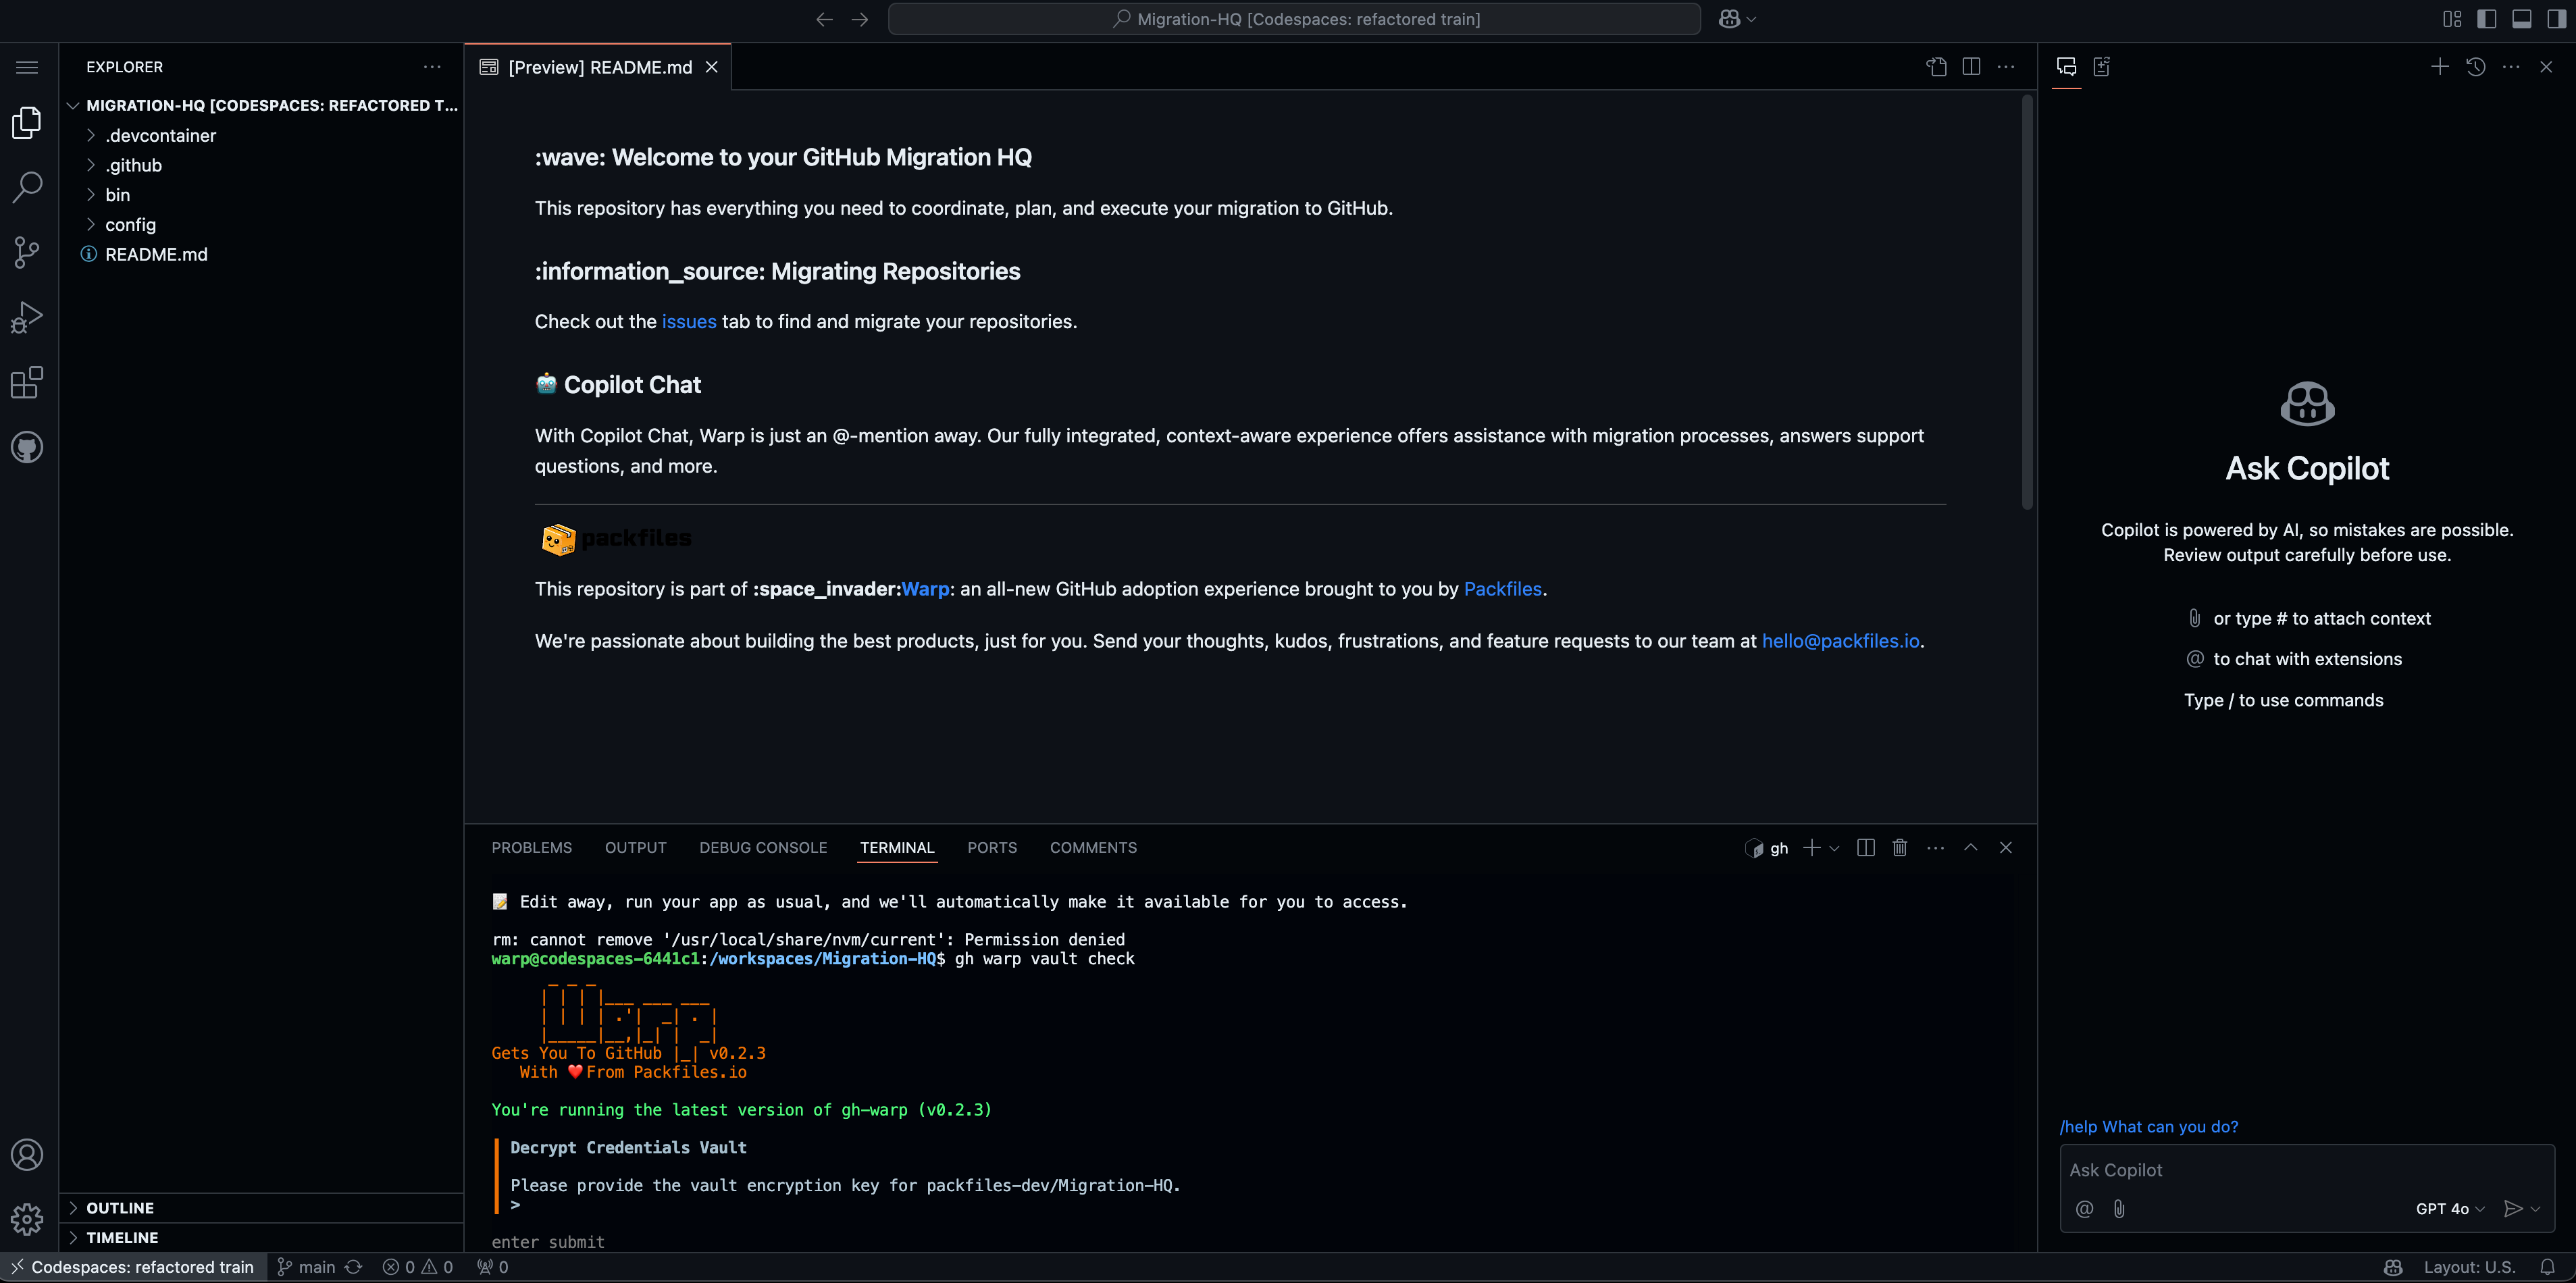 Migration-HQ [Codespaces: refactored train]
EXPLORER
MIGRATION-HQ [CODESPACES: REFACTORED T...
.devcontainer
.github
bin
config
README.md
OUTLINE
TIMELINE
[Preview] README.md
:wave: Welcome to your GitHub Migration HQ
This repository has everything you need to coordinate, plan, and execute your migration to GitHub.
:information_source: Migrating Repositories
Check out the issues tab to find and migrate your repositories.
🤖 Copilot Chat
With Copilot Chat, Warp is just an @-mention away. Our fully integrated, context-aware experience offers assistance with migration processes, answers support
questions, and more.
packfiles
This repository is part of :space_invader:Warp: an all-new GitHub adoption experience brought to you by Packfiles.
We're passionate about building the best products, just for you. Send your thoughts, kudos, frustrations, and feature requests to our team at hello@packfiles.io.
PROBLEMS OUTPUT DEBUG CONSOLE TERMINAL PORTS COMMENTS
gh
📝 Edit away, run your app as usual, and we'll automatically make it available for you to access.
rm: cannot remove '/usr/local/share/nvm/current': Permission denied
warp@codespaces-6441c1:/workspaces/Migration-HQ$ gh warp vault check
Warp
Gets You To GitHub |_| v0.2.3
With ❤️From Packfiles.io
You're running the latest version of gh-warp (v0.2.3)
Decrypt Credentials Vault
Please provide the vault encryption key for packfiles-dev/Migration-HQ.
>
enter submit
Ask Copilot
Copilot is powered by AI, so mistakes are possible.
Review output carefully before use.
or type # to attach context
@ to chat with extensions
Type / to use commands
/help What can you do?
Ask Copilot
@
GPT 4o
Codespaces: refactored train main 0 0 0
Layout: U.S.